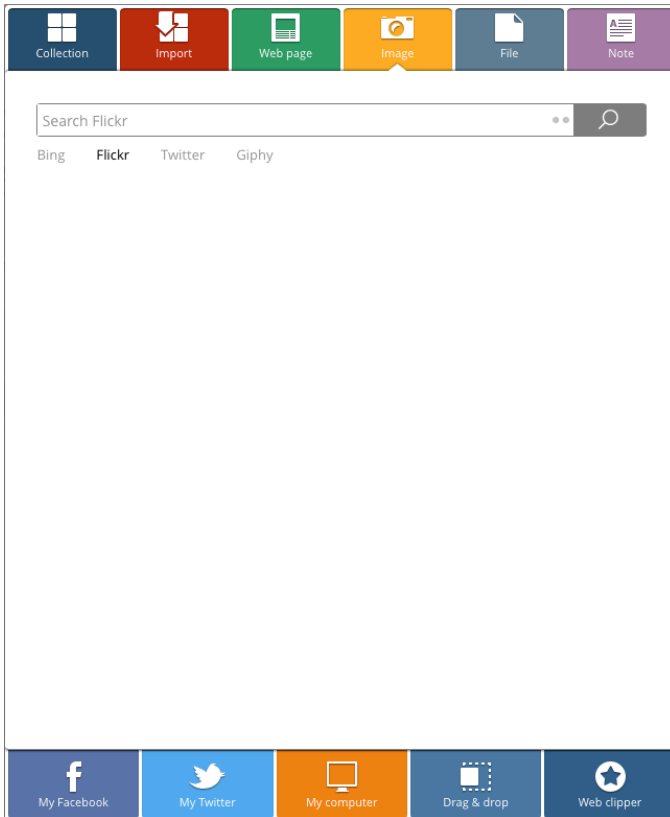 Collection Import Web page Image File Note
Search Flickr
Bing Flickr Twitter Giphy
My Facebook My Twitter My computer Drag & drop Web clipper